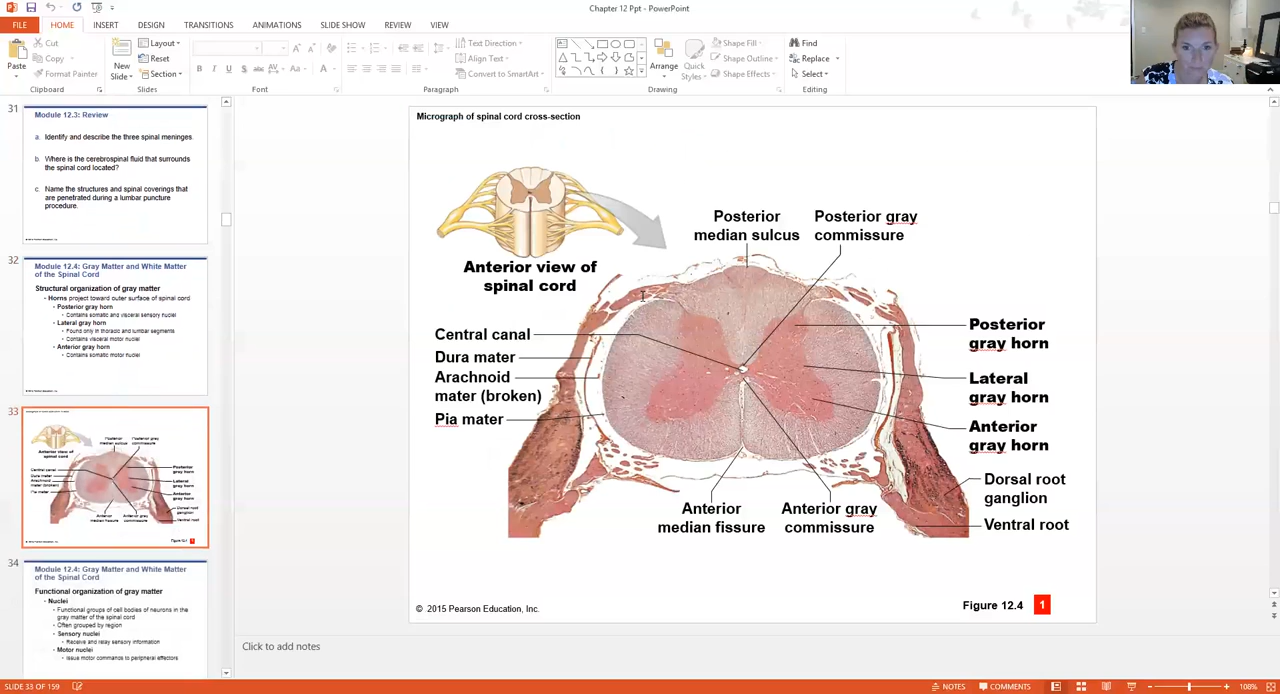 Chapter 12 Ppt - PowerPoint
FILE HOME INSERT DESIGN TRANSITIONS ANIMATIONS SLIDE SHOW REVIEW VIEW
Paste
Cut
Copy
Format Painter
Clipboard
New Slide
Layout
Reset
Section
Slides
B I U S abc AV Aa A
Font
Text Direction
Align Text
Convert to SmartArt
Paragraph
Arrange
Quick Styles
Shape Fill
Shape Outline
Shape Effects
Drawing
Find
Replace
Select
Editing
31
Module 12.3: Review
a. Identify and describe the three spinal meninges.
b. Where is the cerebrospinal fluid that surrounds
the spinal cord located?
c. Name the structures and spinal coverings that
are penetrated during a lumbar puncture
procedure.
32
Module 12.4: Gray Matter and White Matter
of the Spinal Cord
Structural organization of gray matter
• Horns project toward outer surface of spinal cord
• Posterior gray horn
• Contains somatic and visceral sensory nuclei
• Lateral gray horn
• Found only in thoracic and lumbar segments
• Contains visceral motor nuclei
• Anterior gray horn
• Contains somatic motor nuclei
33
34
Module 12.4: Gray Matter and White Matter
of the Spinal Cord
Functional organization of gray matter
• Nuclei
• Functional groups of cell bodies of neurons in the
gray matter of the spinal cord
• Often grouped by region
• Sensory nuclei
• Receive and relay sensory information
• Motor nuclei
• Issue motor commands to peripheral effectors
Micrograph of spinal cord cross-section
Anterior view of
spinal cord
Posterior
median sulcus
Posterior gray
commissure
Central canal
Dura mater
Arachnoid
mater (broken)
Pia mater
Posterior
gray horn
Lateral
gray horn
Anterior
gray horn
Dorsal root
ganglion
Ventral root
Anterior
median fissure
Anterior gray
commissure
© 2015 Pearson Education, Inc.
Figure 12.4 1
Click to add notes
SLIDE 33 OF 159
NOTES COMMENTS 108%